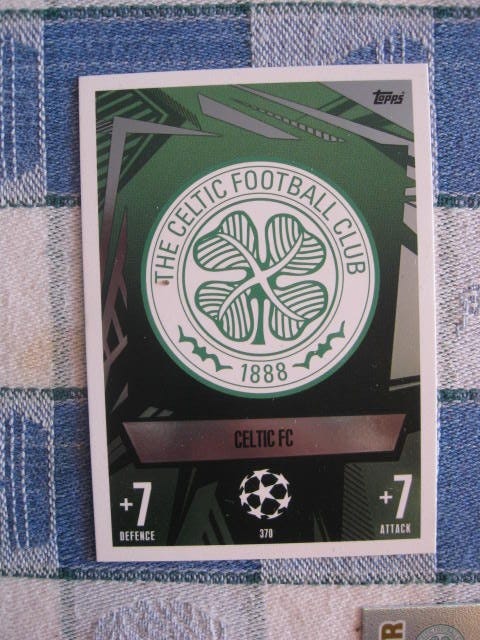 topps
THE CELTIC FOOTBALL CLUB
1888
CELTIC FC
+7
DEFENCE
370
+7
ATTACK
R